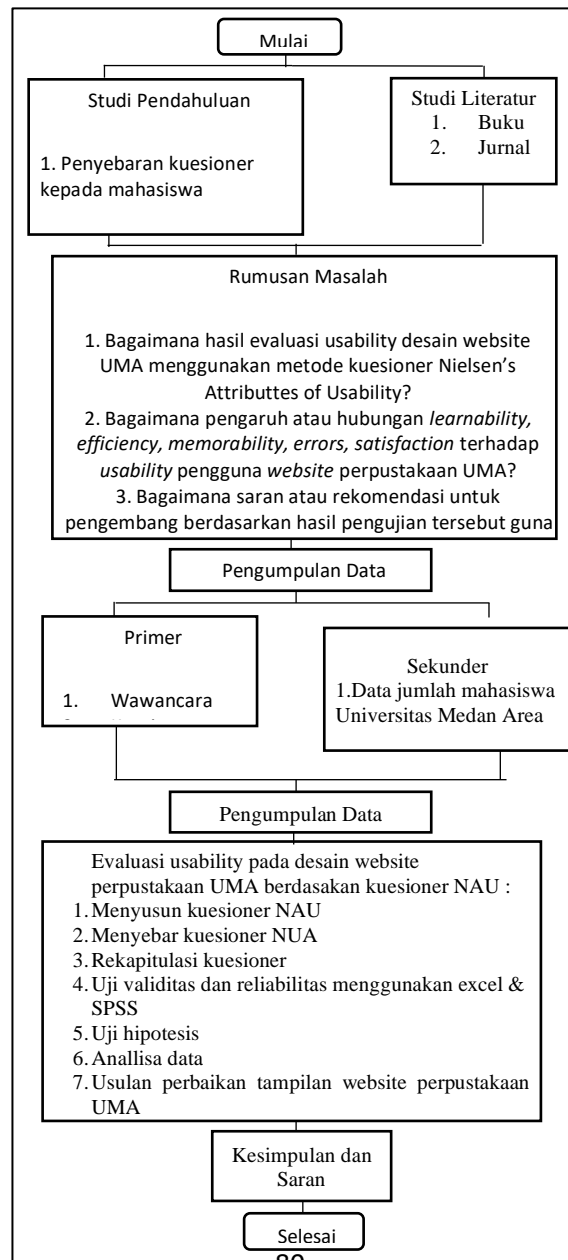 Mulai
Studi Pendahuluan
1. Penyebaran kuesioner
kepada mahasiswa
Studi Literatur
1. Buku
2. Jurnal
Rumusan Masalah
1. Bagaimana hasil evaluasi usability desain website
UMA menggunakan metode kuesioner Nielsen's
Attributtes of Usability?
2. Bagaimana pengaruh atau hubungan learnability,
efficiency, memorability, errors, satisfaction terhadap
usability pengguna website perpustakaan UMA?
3. Bagaimana saran atau rekomendasi untuk
pengembang berdasarkan hasil pengujian tersebut guna
Pengumpulan Data
Primer
1. Wawancara
Sekunder
1.Data jumlah mahasiswa
Universitas Medan Area
Pengumpulan Data
Evaluasi usability pada desain website
perpustakaan UMA berdasakan kuesioner NAU :
1. Menyusun kuesioner NAU
2. Menyebar kuesioner NUA
3. Rekapitulasi kuesioner
4. Uji validitas dan reliabilitas menggunakan excel &
SPSS
5. Uji hipotesis
6. Anallisa data
7. Usulan perbaikan tampilan website perpustakaan
UMA
Kesimpulan dan
Saran
Selesai